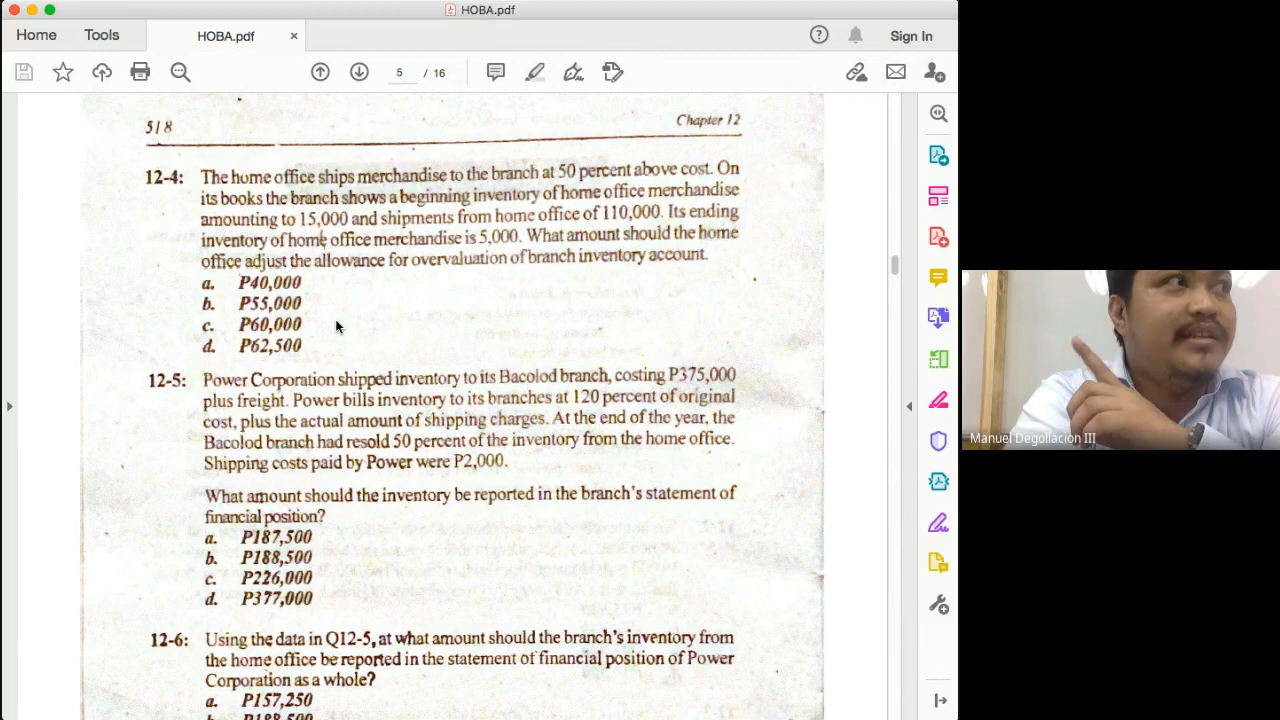 HOBA.pdf
Home
Tools
HOBA.pdf
Sign In
5
/ 16
518
Chapter 12
12-4: The home office ships merchandise to the branch at 50 percent above cost. On
its books the branch shows a beginning inventory of home office merchandise
amounting to 15,000 and shipments from home office of 110,000. Its ending
inventory of home office merchandise is 5,000. What amount should the home
office adjust the allowance for overvaluation of branch inventory account.
a. P40,000
b. P55,000
c. P60,000
d. P62,500
12-5: Power Corporation shipped inventory to its Bacolod branch, costing P375,000
plus freight. Power bills inventory to its branches at 120 percent of original
cost, plus the actual amount of shipping charges. At the end of the year, the
Bacolod branch had resold 50 percent of the inventory from the home office.
Shipping costs paid by Power were P2,000.
What amount should the inventory be reported in the branch's statement of
financial position?
a. P187,500
b. P188,500
c. P226,000
d. P377,000
12-6: Using the data in Q12-5, at what amount should the branch's inventory from
the home office be reported in the statement of financial position of Power
Corporation as a whole?
a. P157,250
b. P188,500
Manuel Degollacion III